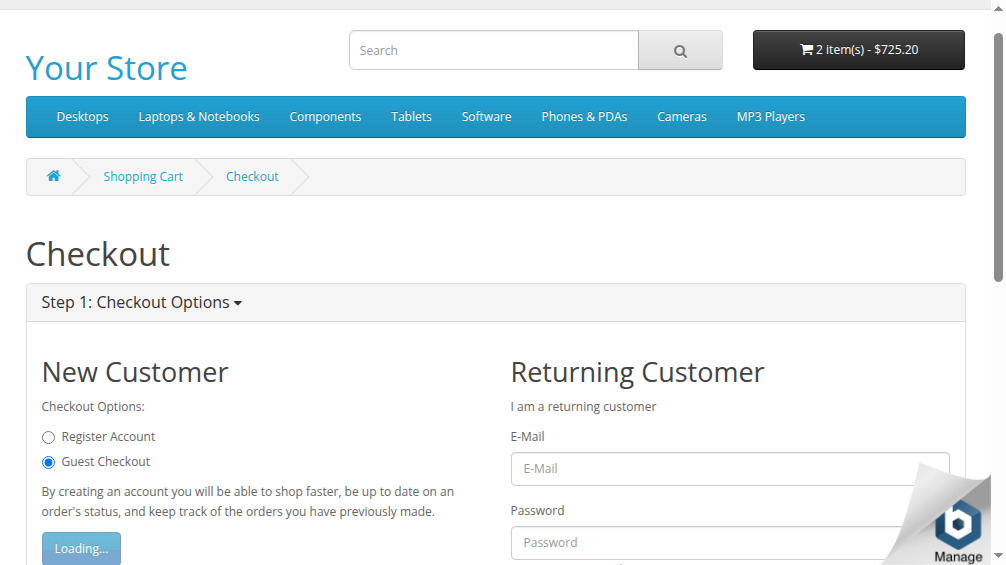 Search
2 item(s) - $725.20
Your Store
Desktops Laptops & Notebooks Components Tablets Software Phones & PDAs Cameras MP3 Players
Shopping Cart Checkout
Checkout
Step 1: Checkout Options
New Customer
Checkout Options:
Register Account
Guest Checkout
By creating an account you will be able to shop faster, be up to date on an
order's status, and keep track of the orders you have previously made.
Loading...
Returning Customer
I am a returning customer
E-Mail
E-Mail
Password
Password
Manage